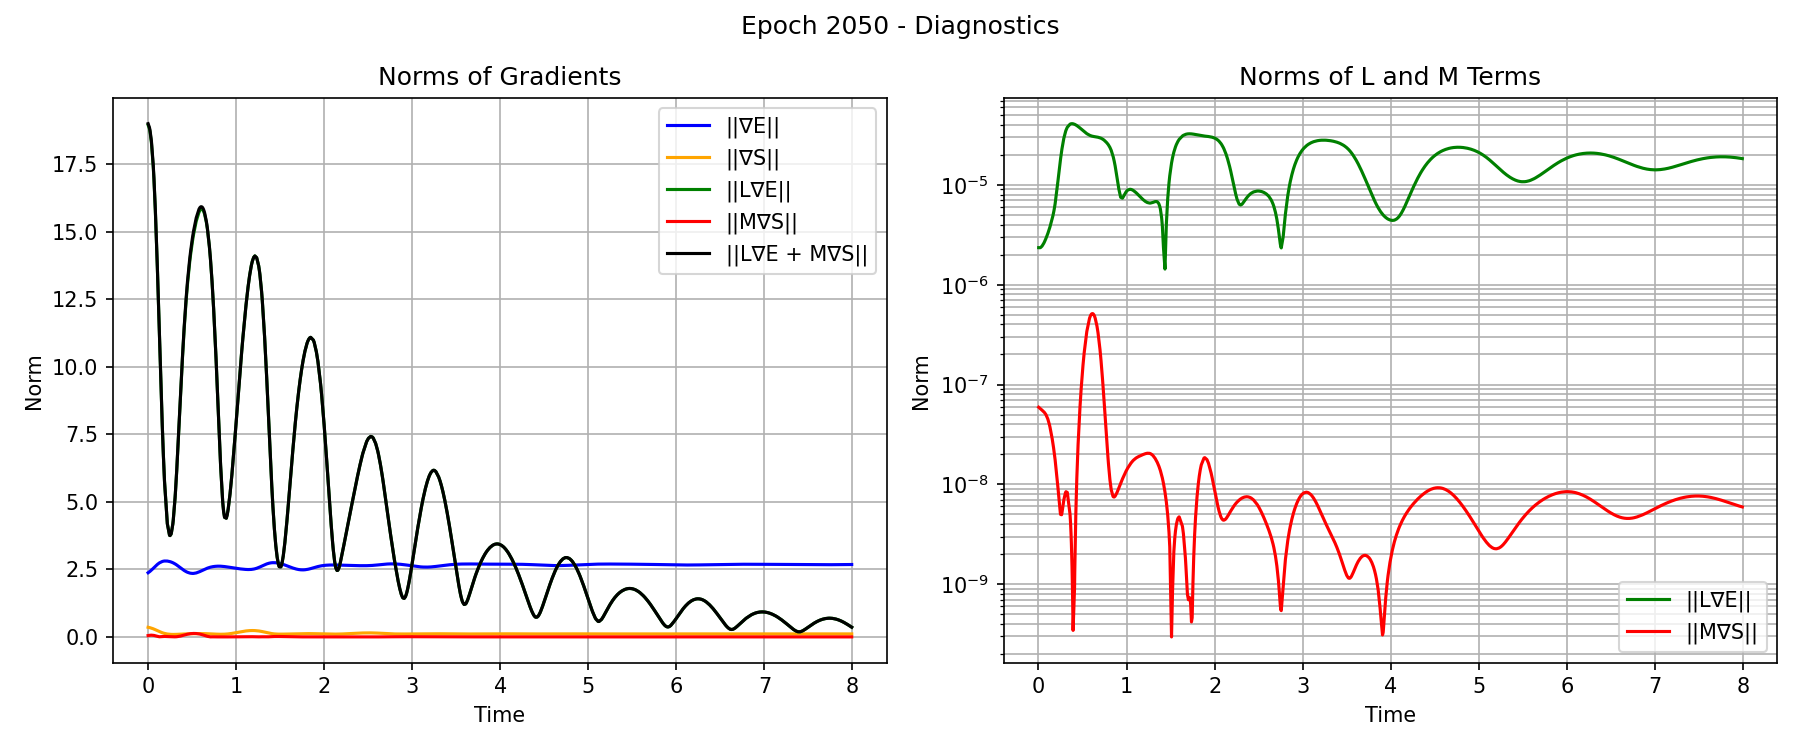 Epoch 2050 - Diagnostics
Norms of Gradients
Norm
17.5
15.0
12.5
10.0
7.5
5.0
2.5
0.0
0 1 2 3 4 5 6 7 8
Time
||∇E||
||∇S||
||L∇E||
||M∇S||
||L∇E + M∇S||
Norms of L and M Terms
Norm
10⁻⁵
10⁻⁶
10⁻⁷
10⁻⁸
10⁻⁹
0 1 2 3 4 5 6 7 8
Time
||L∇E||
||M∇S||